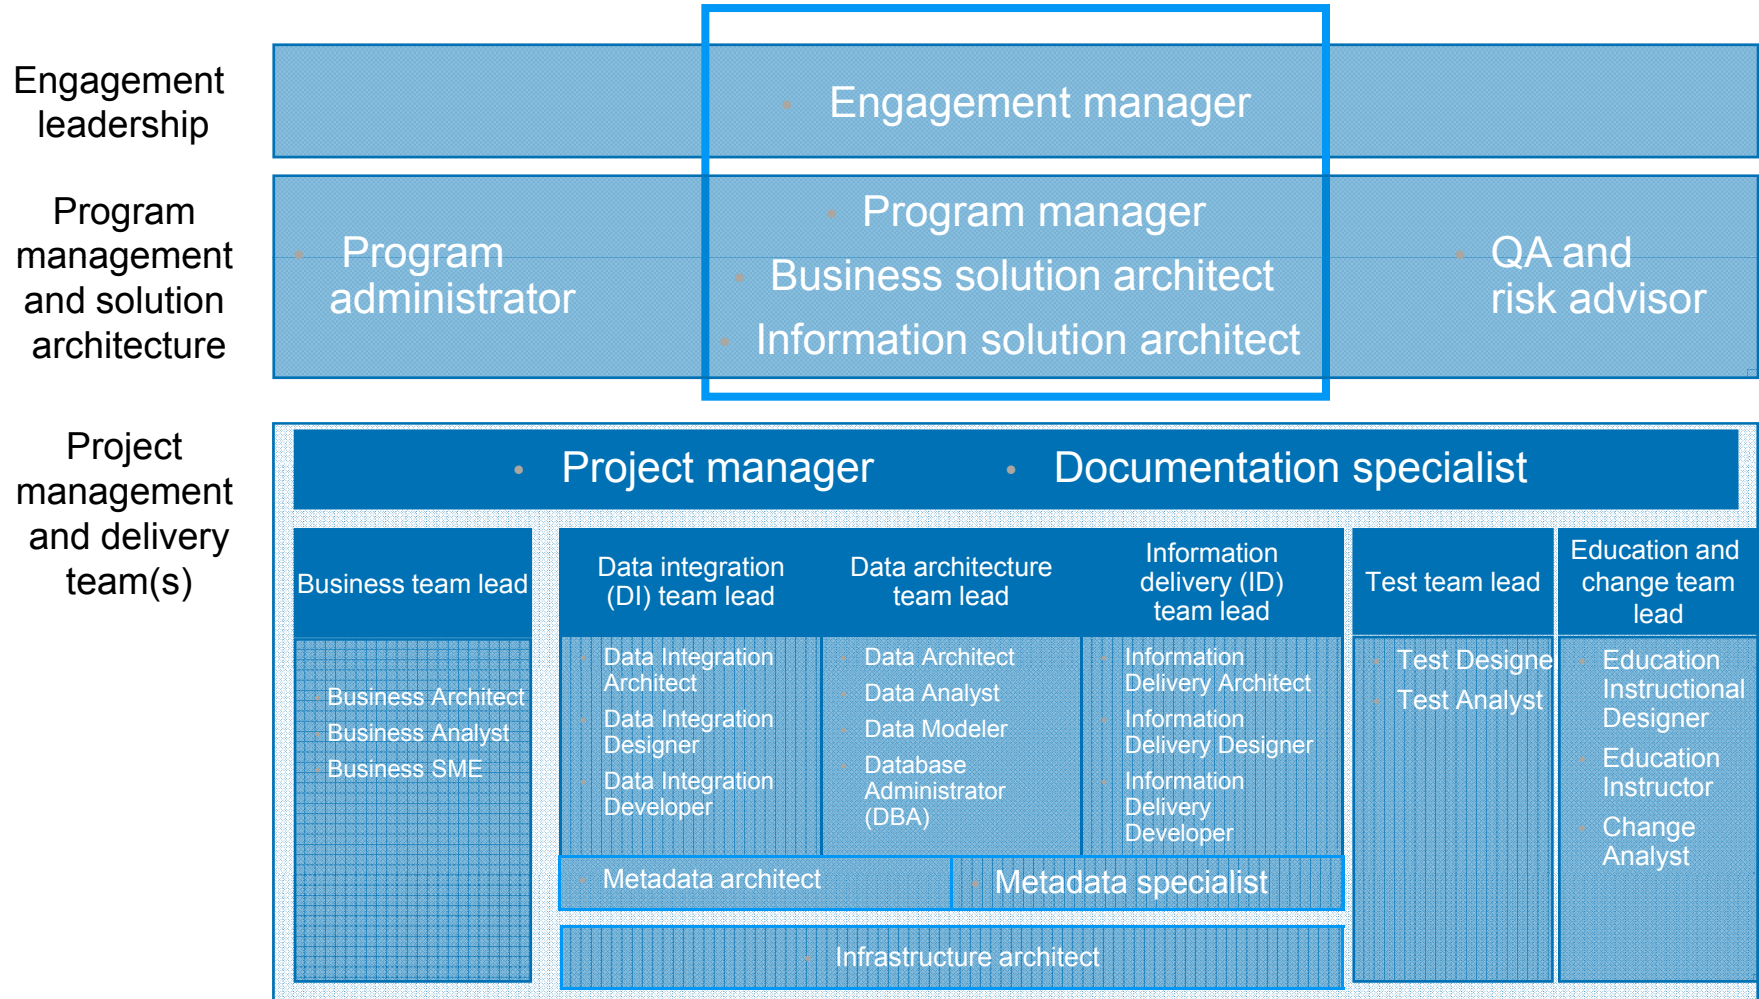 Engagement
leadership
Engagement manager
Program
management
and solution
architecture
Program
administrator
Program manager
Business solution architect
Information solution architect
QA and
risk advisor
Project
management
and delivery
team(s)
Project manager
Documentation specialist
Business team lead
Business Architect
Business Analyst
Business SME
Data integration
(DI) team lead
Data Integration
Architect
Data Integration
Designer
Data Integration
Developer
Data architecture
team lead
Data Architect
Data Analyst
Data Modeler
Database
Administrator
(DBA)
Information
delivery (ID)
team lead
Information
Delivery Architect
Information
Delivery Designer
Information
Delivery
Developer
Metadata architect
Metadata specialist
Infrastructure architect
Test team lead
Test Designe
Test Analyst
Education and
change team
lead
Education
Instructional
Designer
Education
Instructor
Change
Analyst